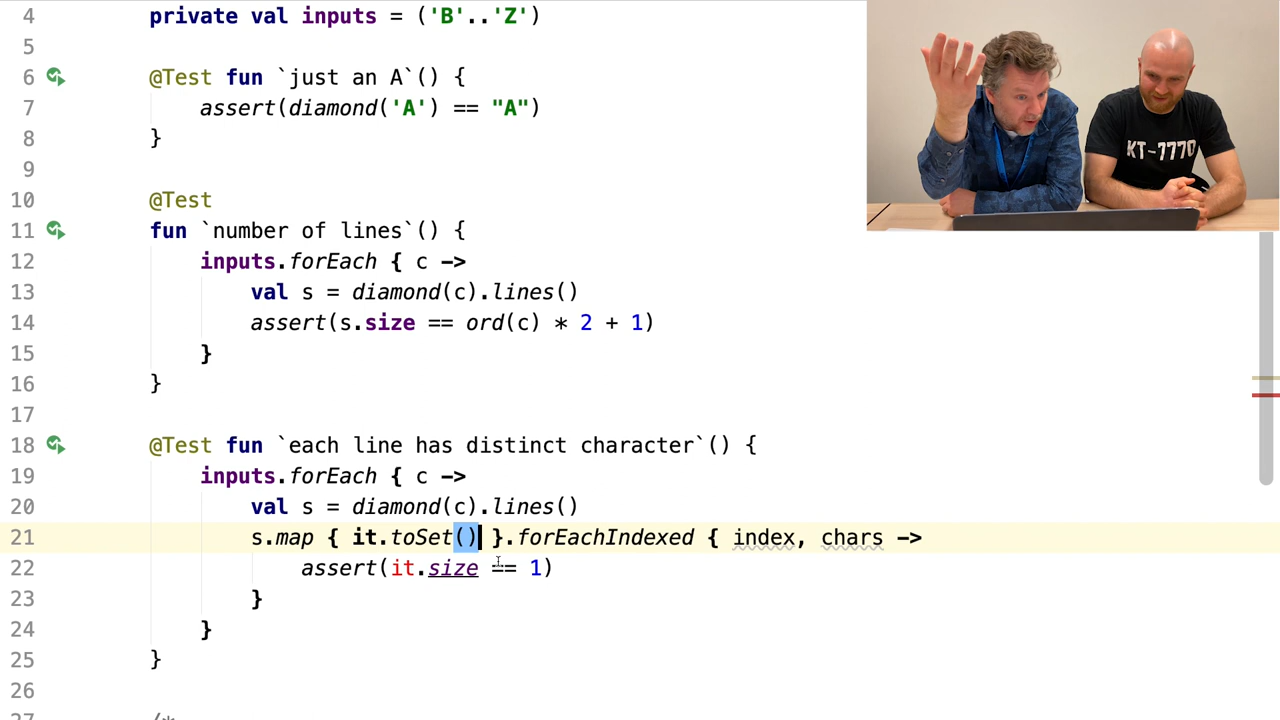 4 private val inputs = ('B'..'Z')
5
6 @Test fun `just an A`() {
7 assert(diamond('A') == "A")
8 }
9
10 @Test
11 fun `number of lines`() {
12 inputs.forEach { c ->
13 val s = diamond(c).lines()
14 assert(s.size == ord(c) * 2 + 1)
15 }
16 }
17
18 @Test fun `each line has distinct character`() {
19 inputs.forEach { c ->
20 val s = diamond(c).lines()
21 s.map { it.toSet() }.forEachIndexed { index, chars ->
22 assert(it.size == 1)
23 }
24 }
25 }
26
27 /*
KT-7770